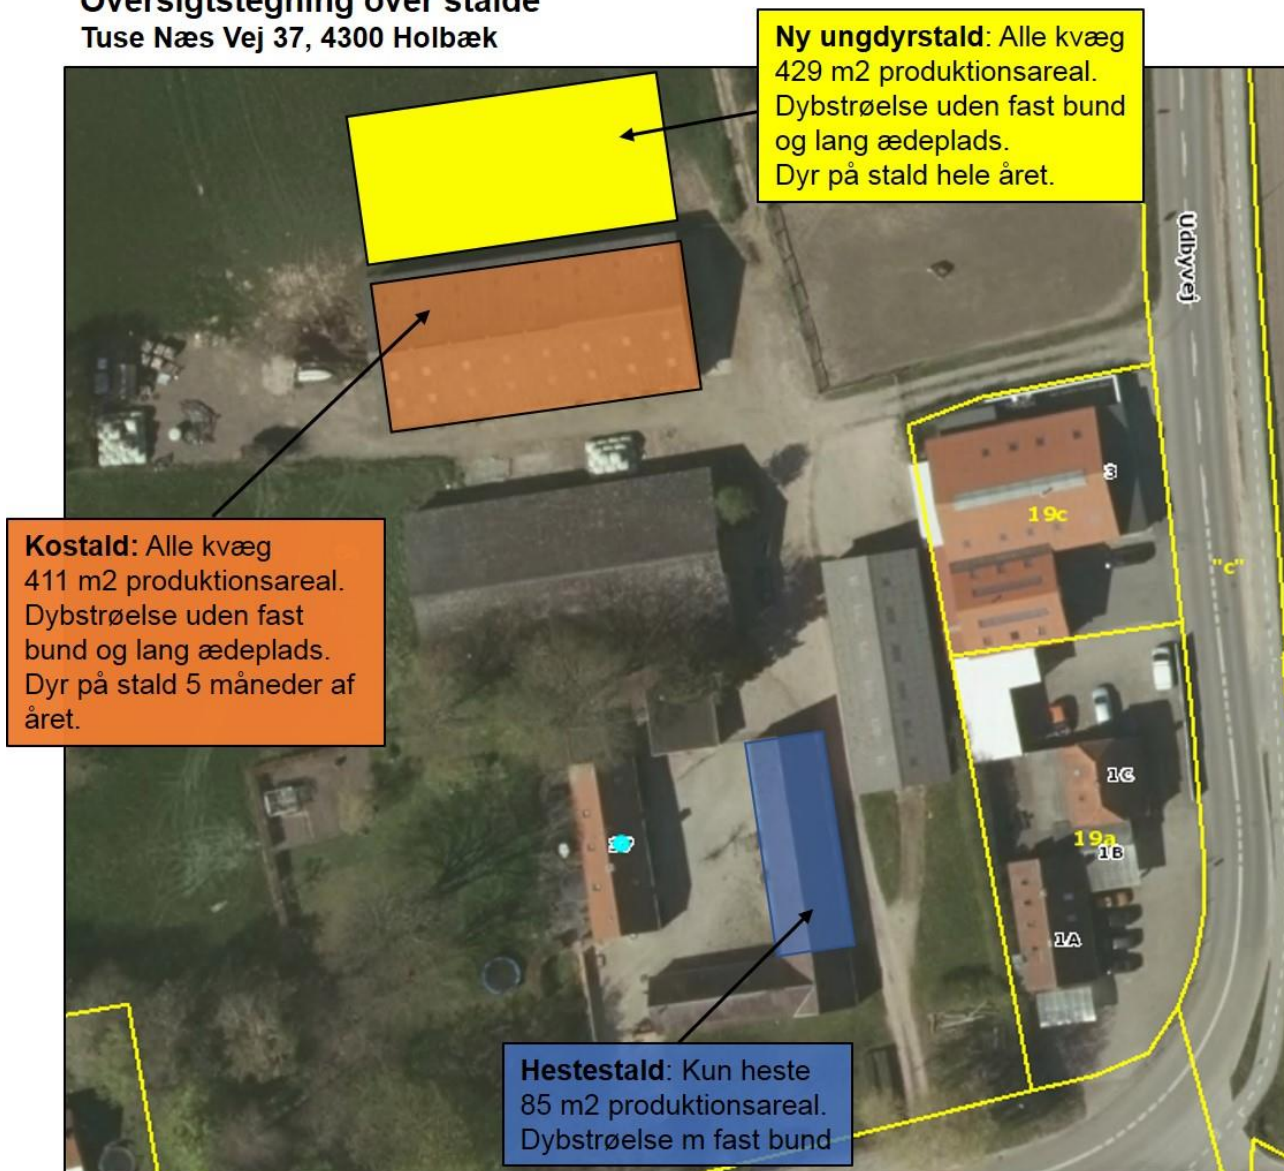 Oversigtstegning over stalde
Tuse Næs Vej 37, 4300 Holbæk
Ny ungdyrstald: Alle kvæg
429 m2 produktionsareal.
Dybstrøelse uden fast bund
og lang ædeplads.
Dyr på stald hele året.
Udbyvej
3
19c
"c"
Kostald: Alle kvæg
411 m2 produktionsareal.
Dybstrøelse uden fast
bund og lang ædeplads.
Dyr på stald 5 måneder af
året.
1C
19a
1B
1A
Hestestald: Kun heste
85 m2 produktionsareal.
Dybstrøelse m fast bund